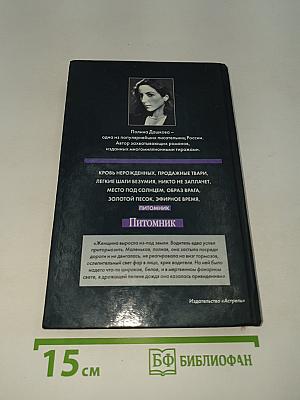 Полина Дашкова –
одна из популярнейших писательниц России.
Автор захватывающих романов,
изданных многомиллионными тиражами.
КРОВЬ НЕРОЖДЕННЫХ, ПРОДАЖНЫЕ ТВАРИ,
ЛЕГКИЕ ШАГИ БЕЗУМИЯ, НИКТО НЕ ЗАПЛАЧЕТ,
МЕСТО ПОД СОЛНЦЕМ, ОБРАЗ ВРАГА,
ЗОЛОТОЙ ПЕСОК, ЭФИРНОЕ ВРЕМЯ,
ПИТОМНИК
Питомник
«Женщина выросла из-под земли. Водитель едва успел
притормозить. Маленькая, полная, она застыла посреди
дороги и не двигалась, не реагировала на визг тормозов,
ослепительный свет фар в лицо, крик водителя. На ней было
надето что-то широкое, белое, и в мертвенном фонарном
свете, в дрожащей пелене дождя она казалась привидением»
Издательство «Астрель»
15 см
БФ БИБЛИОФАН